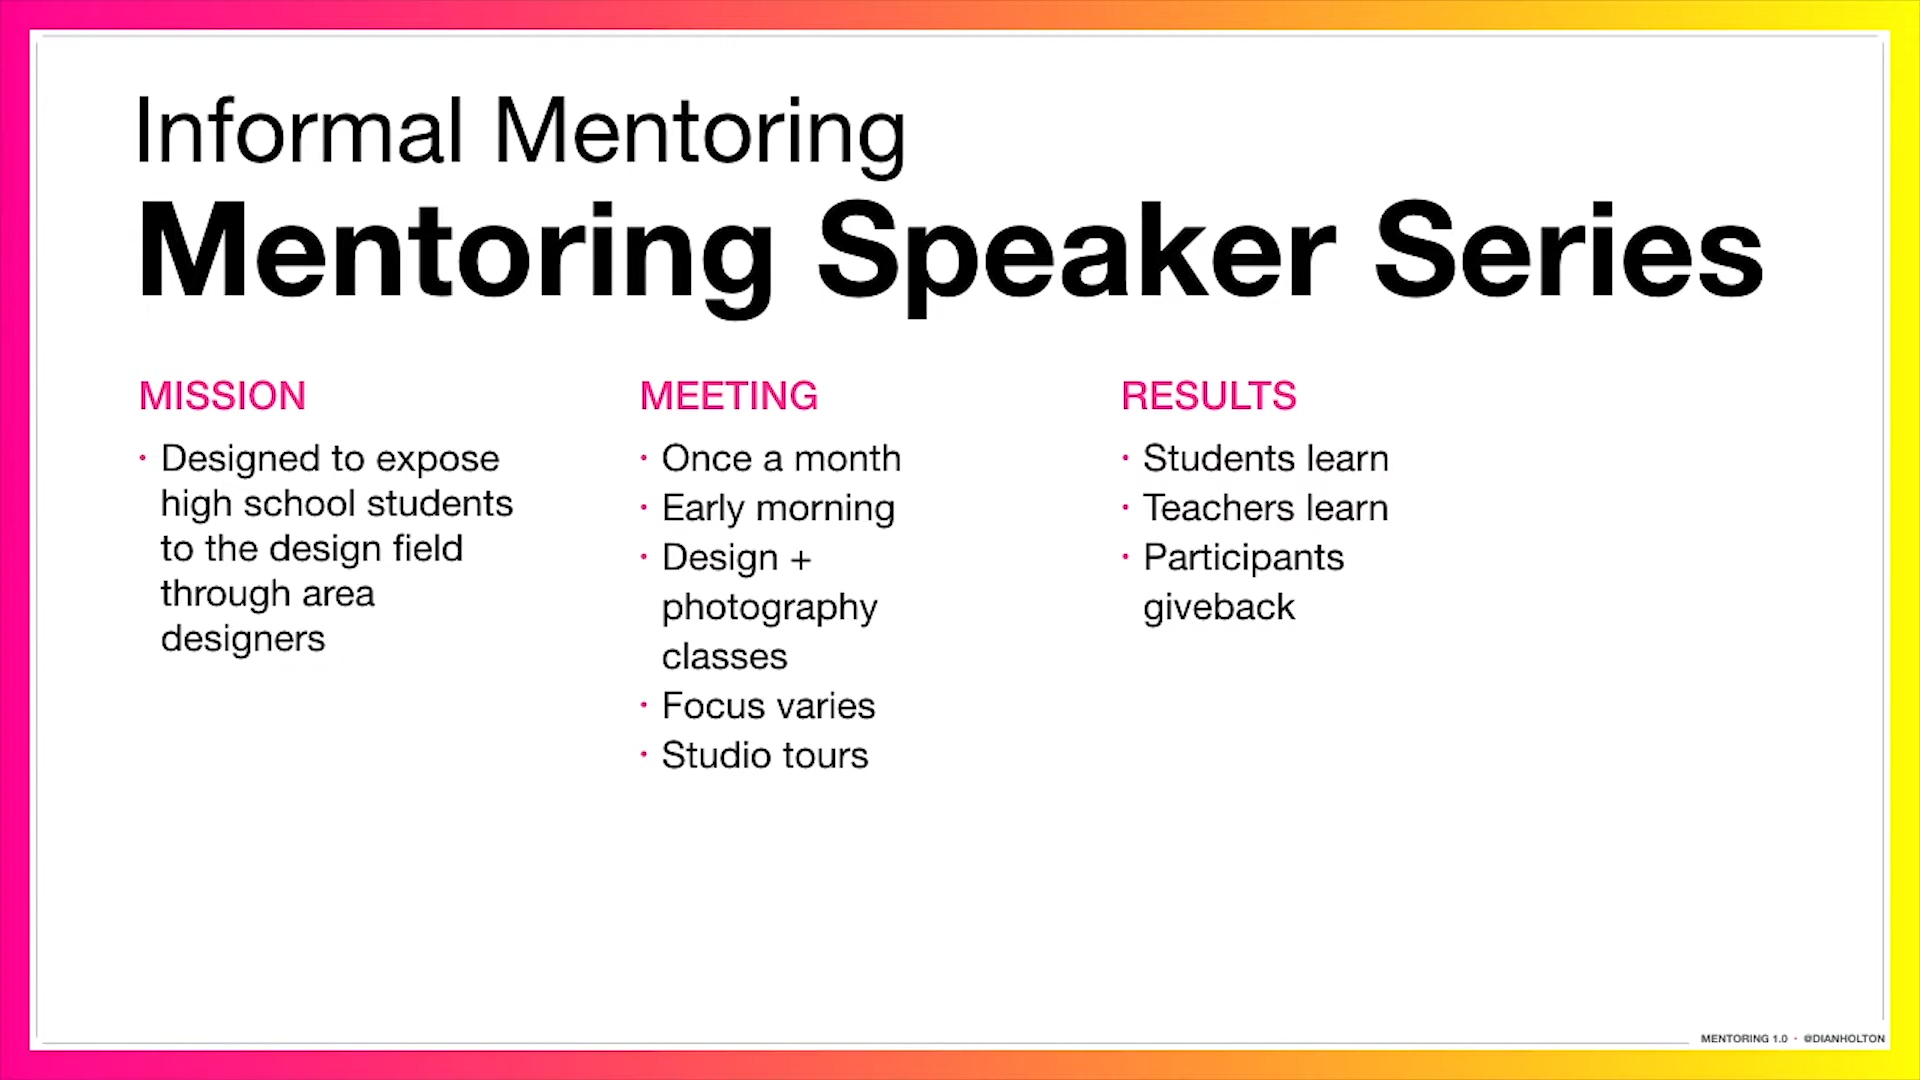 Informal Mentoring
Mentoring Speaker Series
MISSION
· Designed to expose
high school students
to the design field
through area
designers
MEETING
· Once a month
· Early morning
· Design +
photography
classes
· Focus varies
· Studio tours
RESULTS
· Students learn
· Teachers learn
· Participants
giveback
MENTORING 1.0 · @DIANHOLTON